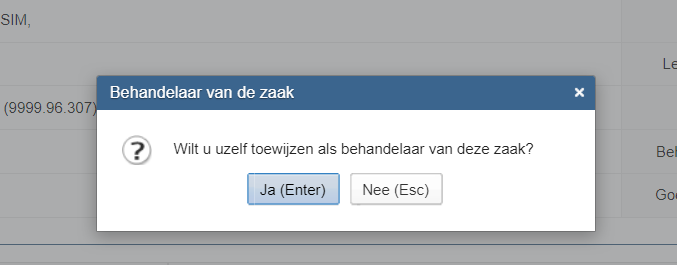 SIM,
Le
Behandelaar van de zaak
(9999.96.307)
Wilt u uzelf toewijzen als behandelaar van deze zaak?
Beh
Ja (Enter)
Nee (Esc)
Goe